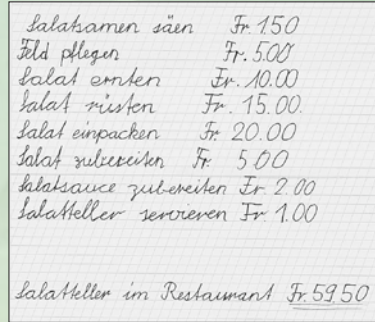 Salatsamen säen Fr. 1.50
Feld pflegen Fr. 5.00
Salat ernten Fr. 10.00
Salat rüsten Fr. 15.00.
Salat einpacken Fr. 20.00
Salat zubereiten Fr. 5.00
Salatsauce zubereiten Fr. 2.00
Salatteller servieren Fr. 1.00
Salatteller im Restaurant Fr. 59.50